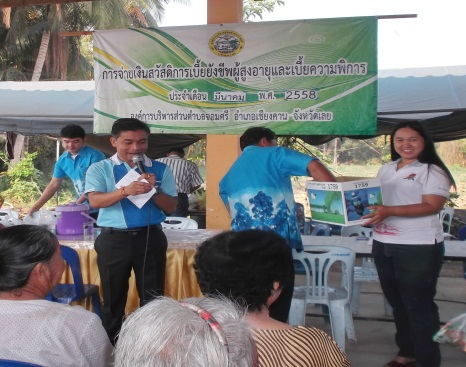 การจ่ายเงินสวัสดิการเบี้ยยังชีพผู้สูงอายุและเบี้ยความพิการ
ประจำเดือน มีนาคม พ.ศ. 2558
องค์การบริหารส่วนตำบลจอมศรี อำเภอเชียงคาน จังหวัดเลย
1759
1759